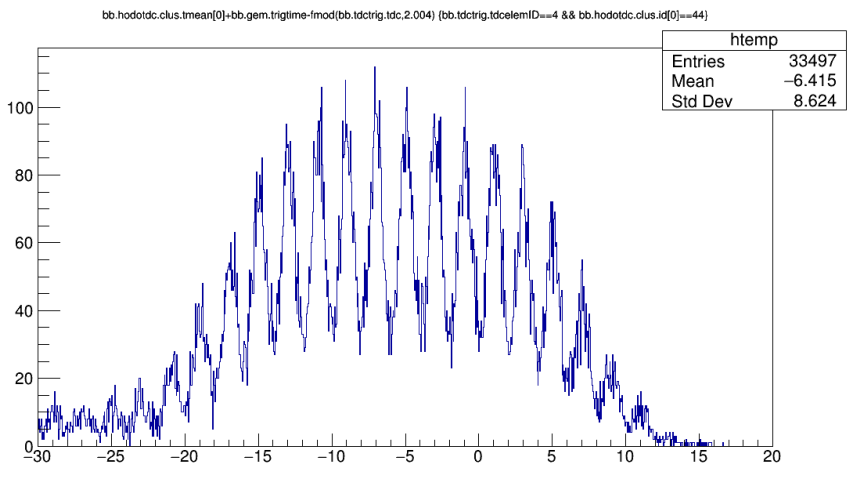 bb.hodotdc.clus.tmean[0]+bb.gem.trigtime-fmod(bb.tdctrig.tdc,2.004) {bb.tdctrig.tdcelemID==4 && bb.hodotdc.clus.id[0]==44}
htemp
Entries 33497
Mean −6.415
Std Dev 8.624
100
80
60
40
20
0
−30 −25 −20 −15 −10 −5 0 5 10 15 20